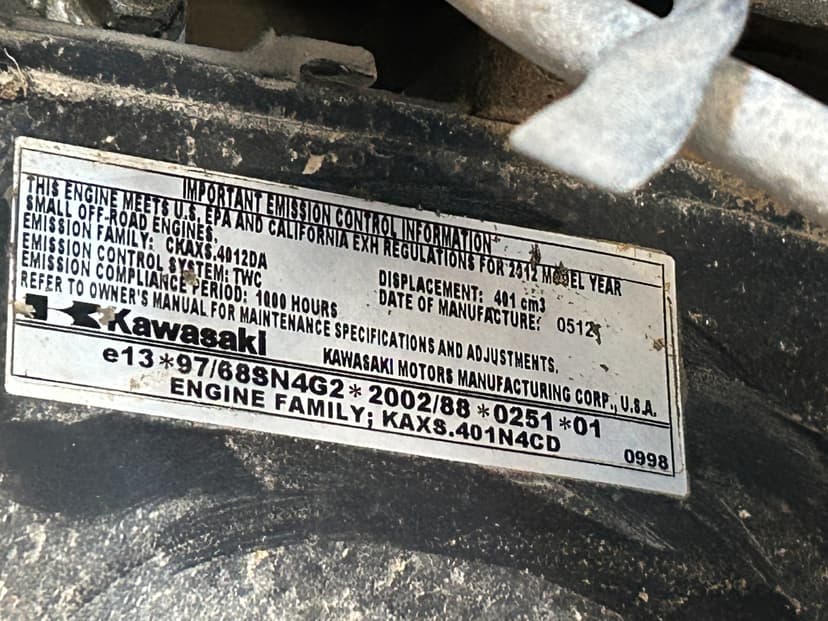 IMPORTANT EMISSION CONTROL INFORMATION
THIS ENGINE MEETS U.S. EPA AND CALIFORNIA EXH REGULATIONS FOR 2012 MODEL YEAR
SMALL OFF-ROAD ENGINES.
EMISSION FAMILY: CKAXS.4012DA
DISPLACEMENT: 401 cm3
EMISSION CONTROL SYSTEM: TWC
DATE OF MANUFACTURE: 0512
EMISSION COMPLIANCE PERIOD: 1000 HOURS
REFER TO OWNER'S MANUAL FOR MAINTENANCE SPECIFICATIONS AND ADJUSTMENTS.
Kawasaki
KAWASAKI MOTORS MANUFACTURING CORP., U.S.A.
e13*97/68SN4G2*2002/88*0251*01
ENGINE FAMILY; KAXS.401N4CD
0998